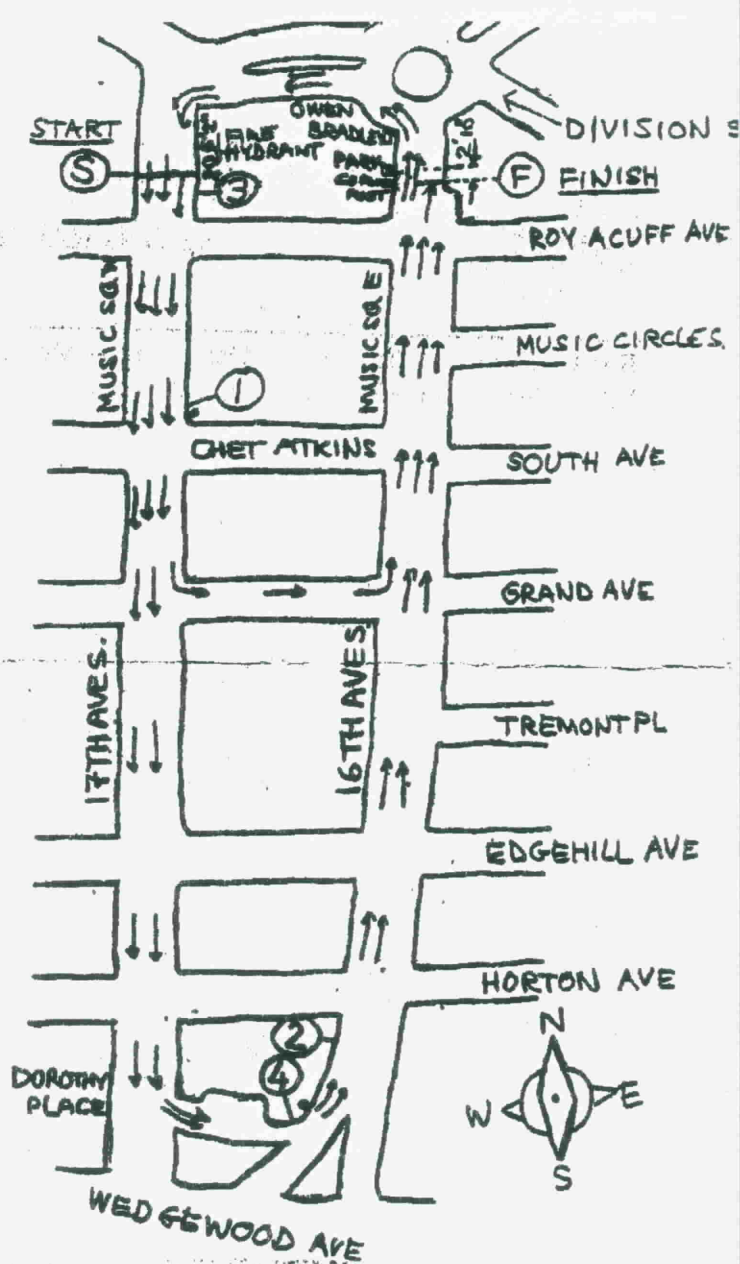 START
S
OWEN
BRADLEY
PARK
FIRE
HYDRANT
3
DIVISION S
F
FINISH
ROY ACUFF AVE
MUSIC SQ W
MUSIC SQ E
MUSIC CIRCLE S.
1
CHET ATKINS
SOUTH AVE
GRAND AVE
17TH AVE S.
16TH AVE S
TREMONT PL
EDGEHILL AVE
HORTON AVE
2
4
DOROTHY
PLACE
N
W
E
S
WEDGEWOOD AVE